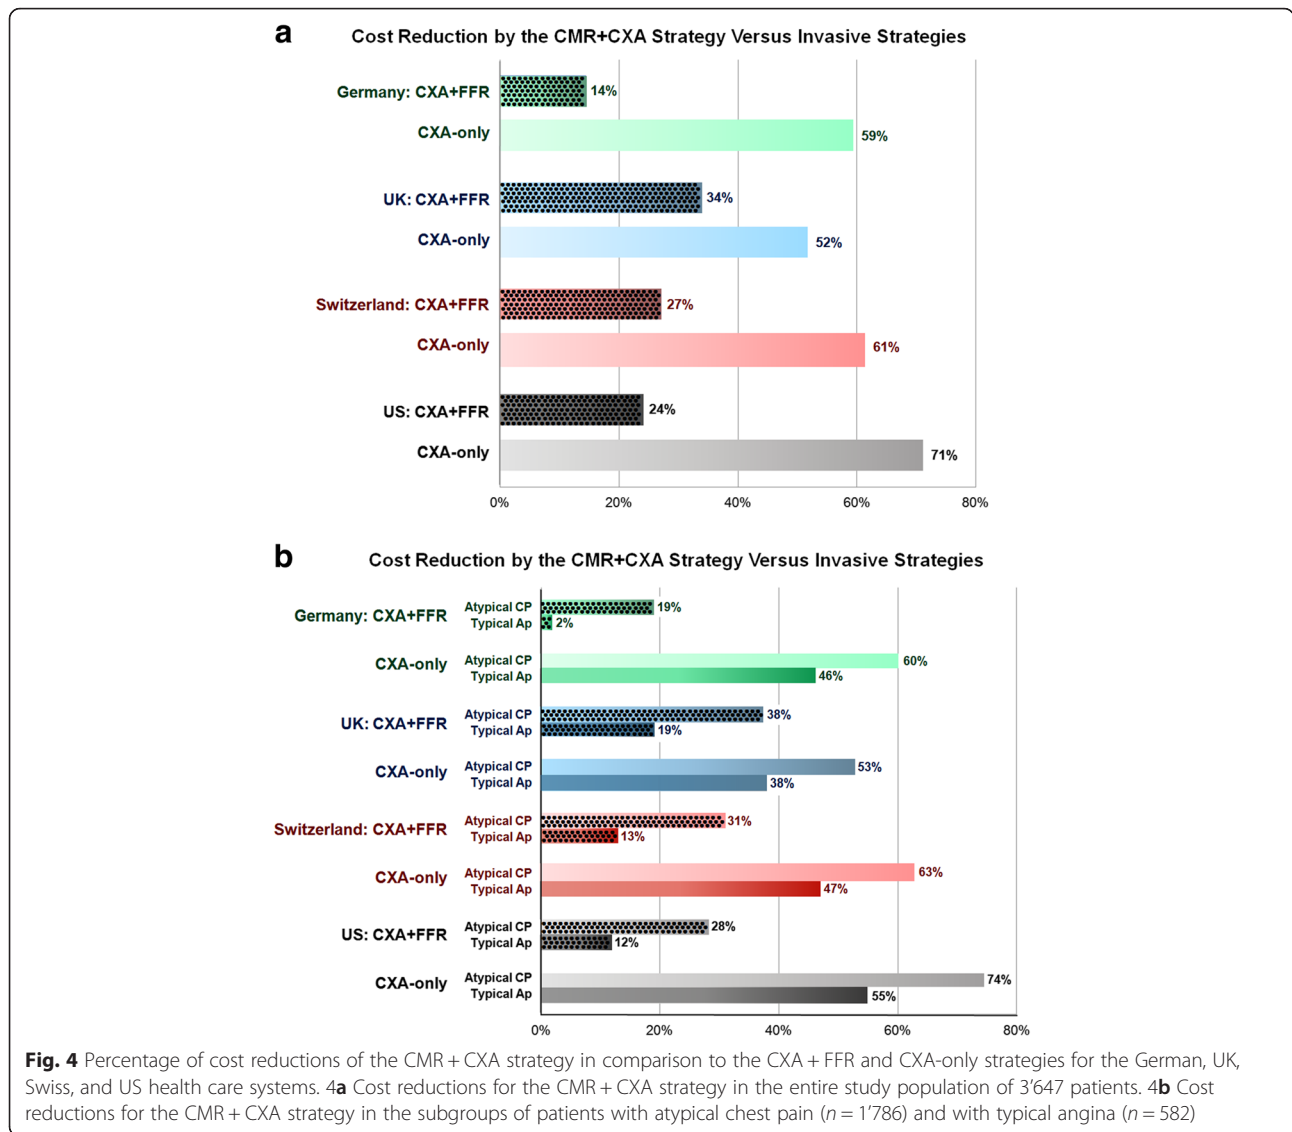 a
Cost Reduction by the CMR+CXA Strategy Versus Invasive Strategies
Germany: CXA+FFR 14%
CXA-only 59%
UK: CXA+FFR 34%
CXA-only 52%
Switzerland: CXA+FFR 27%
CXA-only 61%
US: CXA+FFR 24%
CXA-only 71%
0% 20% 40% 60% 80%
b
Cost Reduction by the CMR+CXA Strategy Versus Invasive Strategies
Germany: CXA+FFR
Atypical CP 19%
Typical Ap 2%
CXA-only
Atypical CP 60%
Typical Ap 46%
UK: CXA+FFR
Atypical CP 38%
Typical Ap 19%
CXA-only
Atypical CP 53%
Typical Ap 38%
Switzerland: CXA+FFR
Atypical CP 31%
Typical Ap 13%
CXA-only
Atypical CP 63%
Typical Ap 47%
US: CXA+FFR
Atypical CP 28%
Typical Ap 12%
CXA-only
Atypical CP 74%
Typical Ap 55%
0% 20% 40% 60% 80%
Fig. 4 Percentage of cost reductions of the CMR + CXA strategy in comparison to the CXA + FFR and CXA-only strategies for the German, UK,
Swiss, and US health care systems. 4a Cost reductions for the CMR + CXA strategy in the entire study population of 3'647 patients. 4b Cost
reductions for the CMR + CXA strategy in the subgroups of patients with atypical chest pain (n = 1'786) and with typical angina (n = 582)